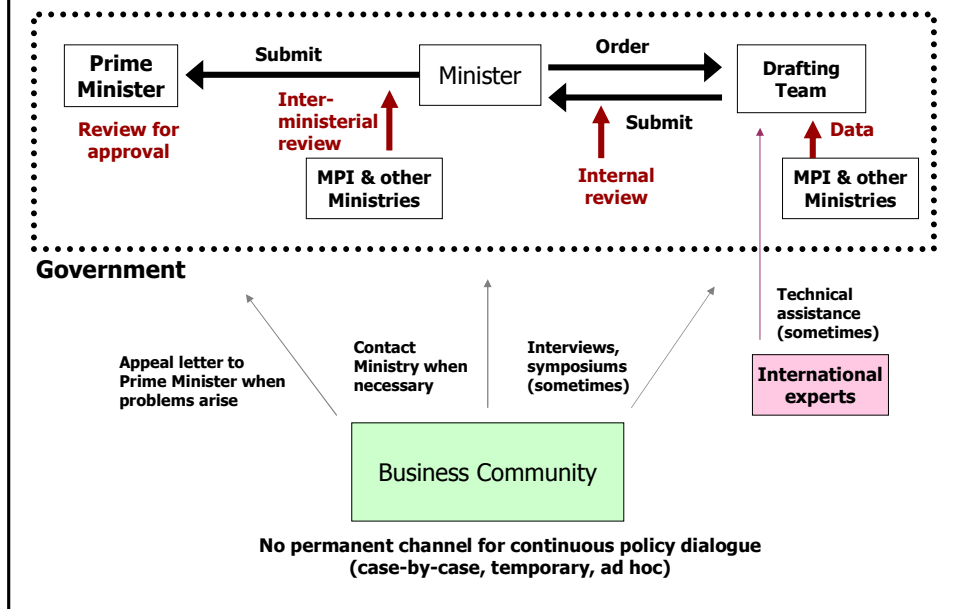 Prime
Minister
Submit
Minister
Order
Drafting
Team
Review for
approval
Inter-
ministerial
review
Submit
Data
MPI & other
Ministries
Internal
review
MPI & other
Ministries
Government
Technical
assistance
(sometimes)
Appeal letter to
Prime Minister when
problems arise
Contact
Ministry when
necessary
Interviews,
symposiums
(sometimes)
International
experts
Business Community
No permanent channel for continuous policy dialogue
(case-by-case, temporary, ad hoc)